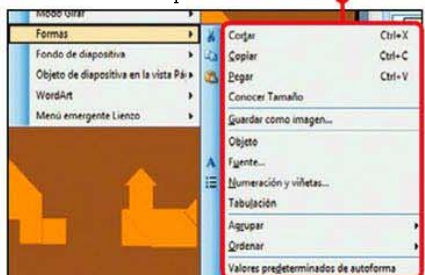 Modo Girar
Formas
Fondo de diapositiva
Objeto de diapositiva en la vista Pá
WordArt
Menú emergente Lienzo
Cortar Ctrl+X
Copiar Ctrl+C
Pegar Ctrl+V
Conocer Tamaño
Guardar como imagen...
Objeto
A Fuente...
Numeración y viñetas...
Tabulación
Agrupar
Ordenar
Valores predeterminados de autoforma